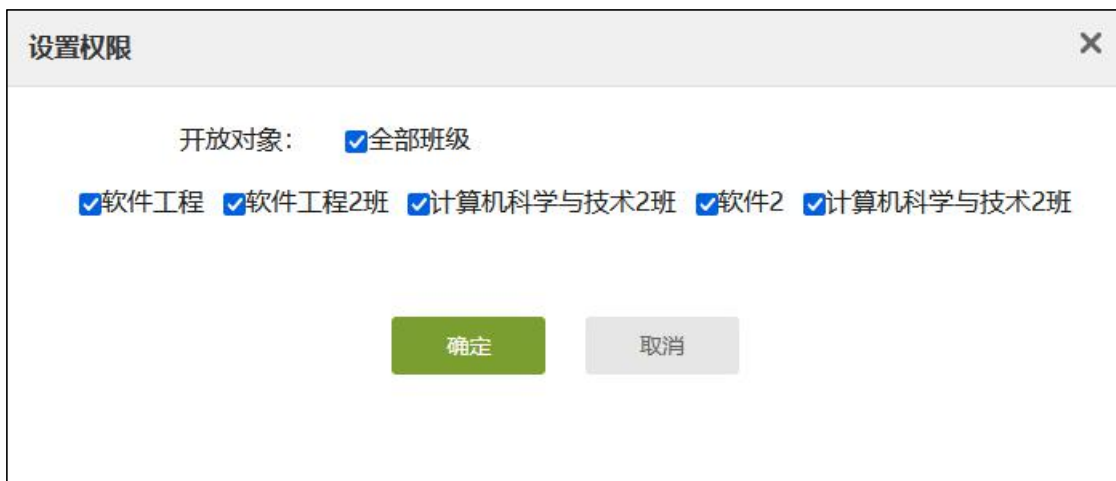 设置权限
开放对象： 全部班级
软件工程 软件工程2班 计算机科学与技术2班 软件2 计算机科学与技术2班
确定 取消